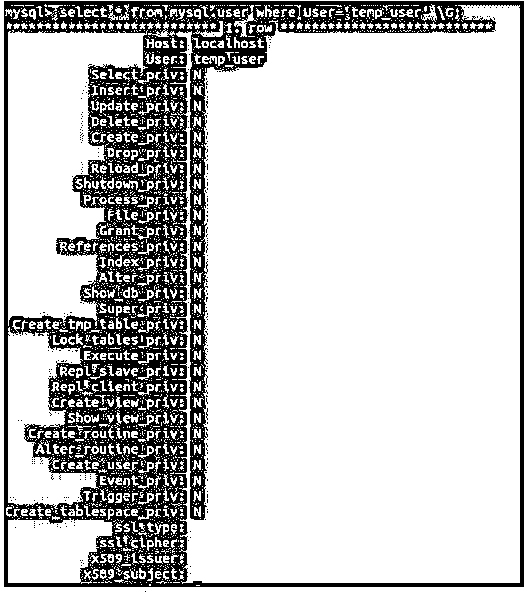 mysql> select * from mysql.user where User='temp_user' \G;
*************************** 1. row ***************************
Host: localhost
User: temp_user
Select_priv: N
Insert_priv: N
Update_priv: N
Delete_priv: N
Create_priv: N
Drop_priv: N
Reload_priv: N
Shutdown_priv: N
Process_priv: N
File_priv: N
Grant_priv: N
References_priv: N
Index_priv: N
Alter_priv: N
Show_db_priv: N
Super_priv: N
Create_tmp_table_priv: N
Lock_tables_priv: N
Execute_priv: N
Repl_slave_priv: N
Repl_client_priv: N
Create_view_priv: N
Show_view_priv: N
Create_routine_priv: N
Alter_routine_priv: N
Create_user_priv: N
Event_priv: N
Trigger_priv: N
Create_tablespace_priv: N
ssl_type:
ssl_cipher:
x509_issuer:
x509_subject: